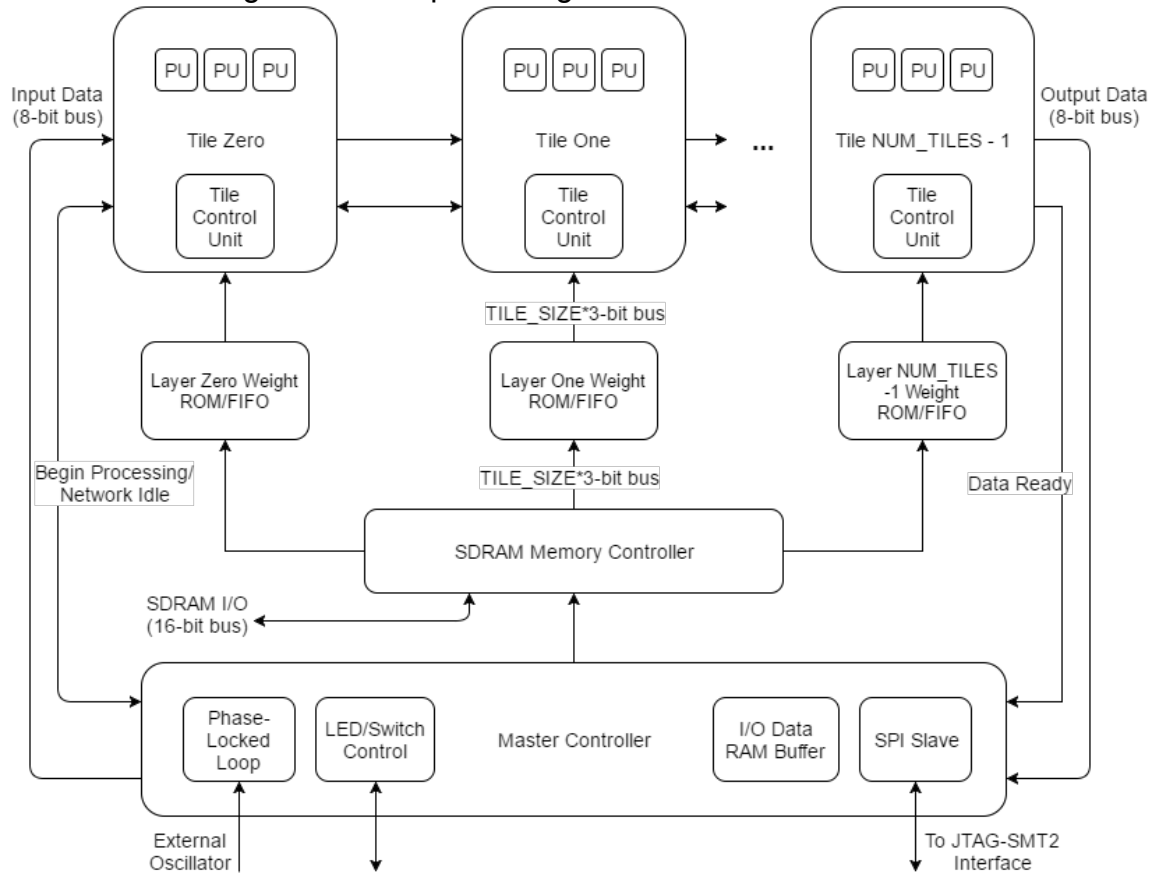 PU PU PU
PU PU PU
PU PU PU
Input Data
(8-bit bus)
Output Data
(8-bit bus)
Tile Zero
Tile One
...
Tile NUM_TILES - 1
Tile
Control
Unit
Tile
Control
Unit
Tile
Control
Unit
TILE_SIZE*3-bit bus
Layer Zero Weight
ROM/FIFO
Layer One Weight
ROM/FIFO
Layer NUM_TILES
-1 Weight
ROM/FIFO
Begin Processing/
Network Idle
TILE_SIZE*3-bit bus
Data Ready
SDRAM Memory Controller
SDRAM I/O
(16-bit bus)
Phase-
Locked
Loop
LED/Switch
Control
Master Controller
I/O Data
RAM Buffer
SPI Slave
External
Oscillator
To JTAG-SMT2
Interface